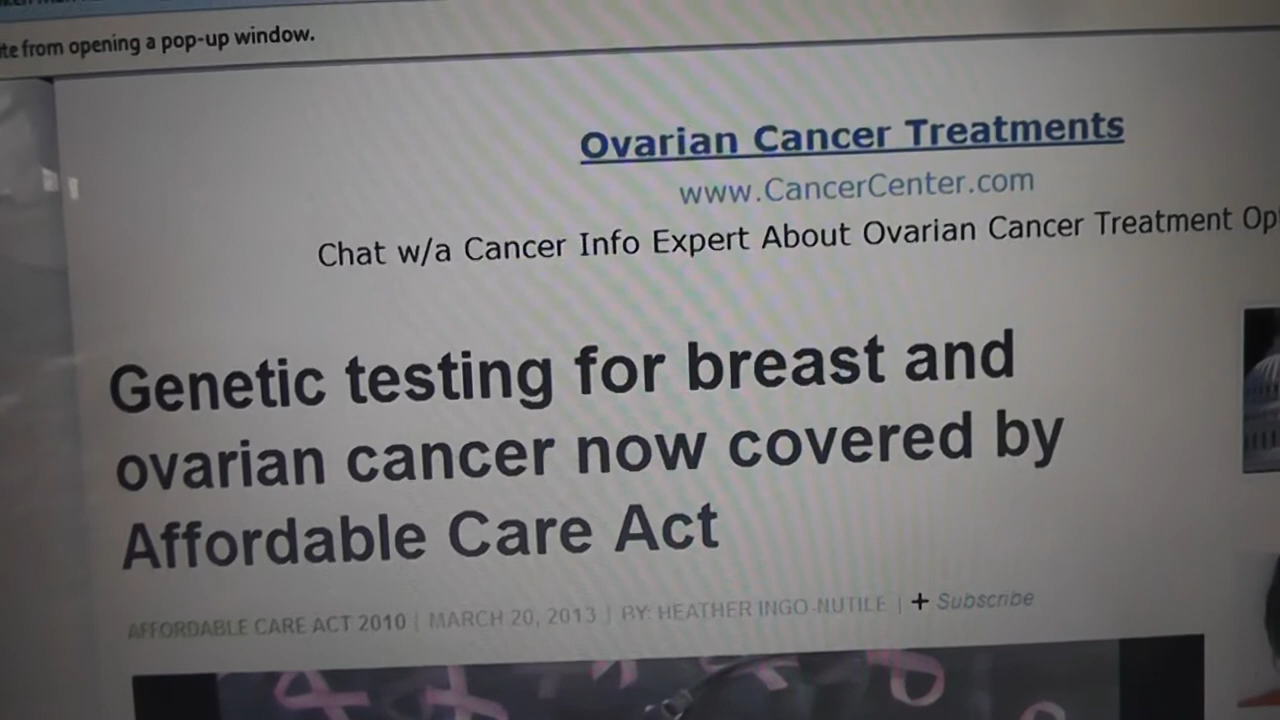 te from opening a pop-up window.
Ovarian Cancer Treatments
www.CancerCenter.com
Chat w/a Cancer Info Expert About Ovarian Cancer Treatment Op
Genetic testing for breast and
ovarian cancer now covered by
Affordable Care Act
AFFORDABLE CARE ACT 2010 | MARCH 20, 2013 | BY: HEATHER INGO-NUTILE | + Subscribe